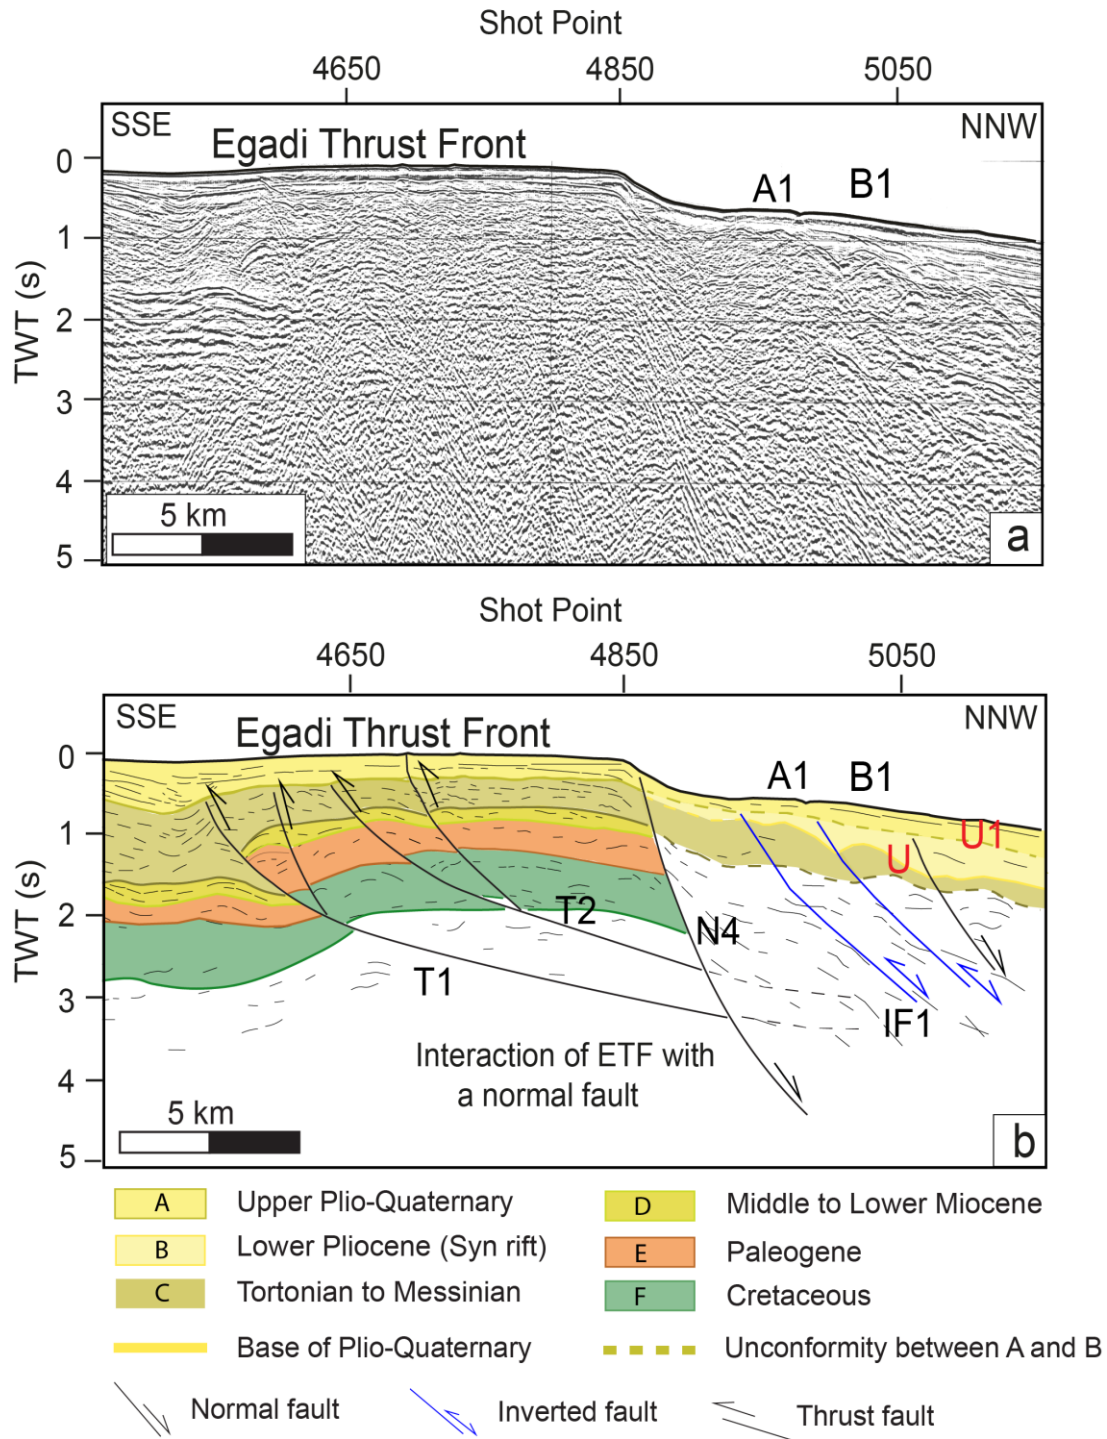 Shot Point
4650 4850 5050
SSE NNW
Egadi Thrust Front
A1 B1
0
1
2
3
4
5
TWT (s)
5 km
a
Shot Point
4650 4850 5050
SSE NNW
Egadi Thrust Front
A1 B1
0
1
2
3
4
5
TWT (s)
U1
U
T2
N4
T1
IF1
Interaction of ETF with
a normal fault
5 km
b
A Upper Plio-Quaternary
B Lower Pliocene (Syn rift)
C Tortonian to Messinian
Base of Plio-Quaternary
D Middle to Lower Miocene
E Paleogene
F Cretaceous
Unconformity between A and B
Normal fault
Inverted fault
Thrust fault